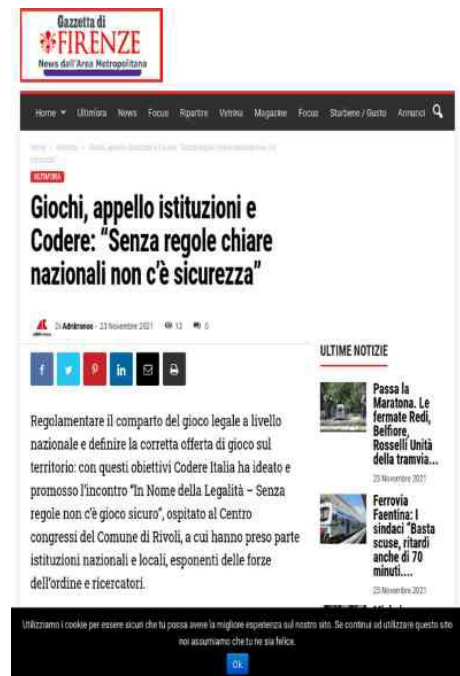 Gazzetta di
FIRENZE
News dall'Area Metropolitana
Home Ultim'ora News Focus Ripartire Vetrina Magazine Focus Starbene / Gusto Annunci
ULTIM'ORA
Giochi, appello istituzioni e
Codere: “Senza regole chiare
nazionali non c'è sicurezza”
Di Adnkronos - 23 Novembre 2021 12 0
ULTIME NOTIZIE
Passa la
Maratona. Le
fermate Redi,
Belfiore,
Rosselli Unità
della tramvia...
23 Novembre 2021
Regolamentare il comparto del gioco legale a livello
nazionale e definire la corretta offerta di gioco sul
territorio: con questi obiettivi Codere Italia ha ideato e
promosso l'incontro “In Nome della Legalità – Senza
regole non c'è gioco sicuro”, ospitato al Centro
congressi del Comune di Rivoli, a cui hanno preso parte
istituzioni nazionali e locali, esponenti delle forze
dell'ordine e ricercatori.
Ferrovia
Faentina: I
sindaci “Basta
scuse, ritardi
anche di 70
minuti....
23 Novembre 2021
Utilizziamo i cookie per essere sicuri che tu possa avere la migliore esperienza sul nostro sito. Se continui ad utilizzare questo sito
noi assumiamo che tu ne sia felice.
Ok